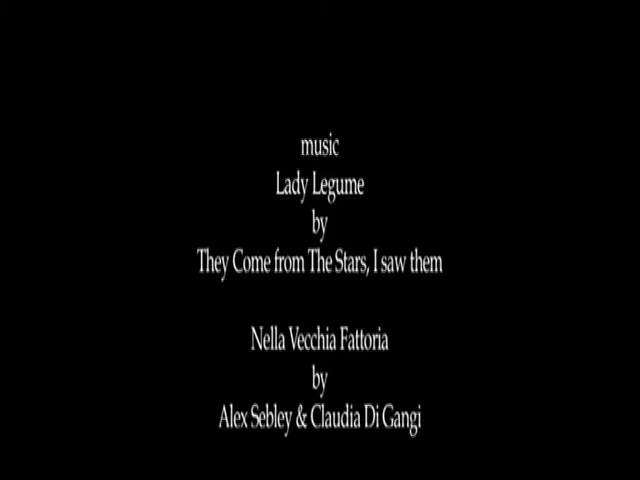 music
Lady Legume
by
They Come from The Stars, I saw them
Nella Vecchia Fattoria
by
Alex Sebley & Claudia Di Gangi